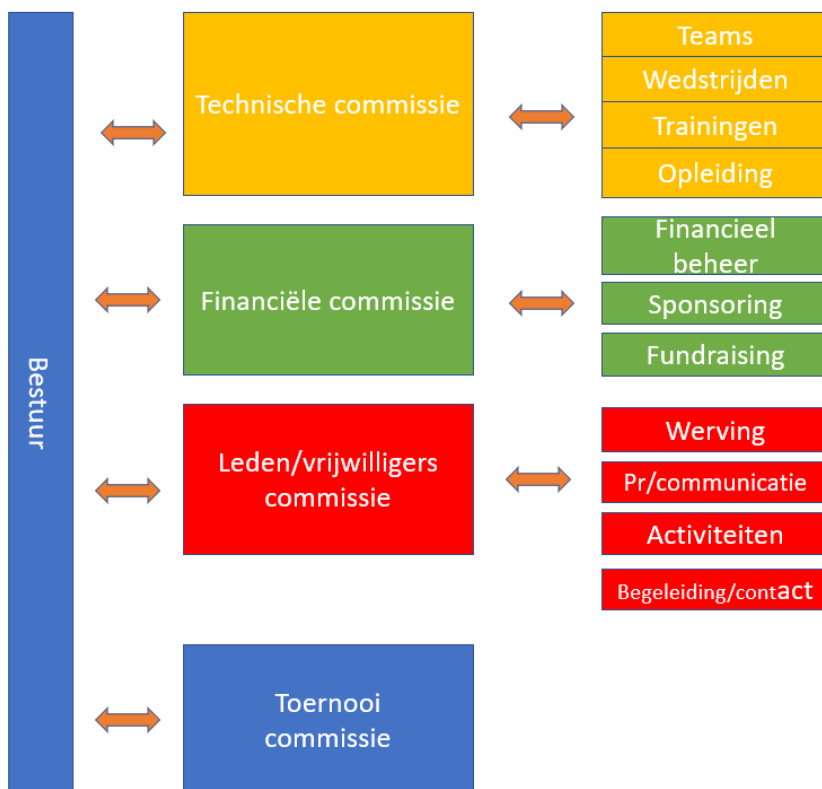 Bestuur
Technische commissie
Teams
Wedstrijden
Trainingen
Opleiding
Financiële commissie
Financieel
beheer
Sponsoring
Fundraising
Leden/vrijwilligers
commissie
Werving
Pr/communicatie
Activiteiten
Begeleiding/contact
Toernooi
commissie